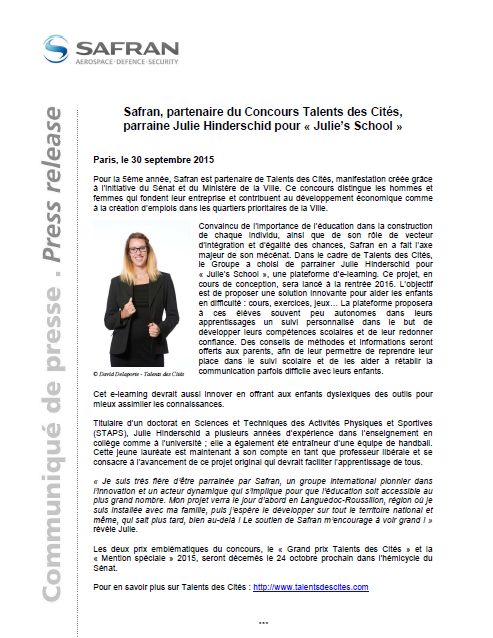 SAFRAN
AEROSPACE · DEFENCE · SECURITY
Communiqué de presse . Press release
Safran, partenaire du Concours Talents des Cités,
parraine Julie Hinderschid pour « Julie's School »
Paris, le 30 septembre 2015
Pour la 5ème année, Safran est partenaire de Talents des Cités, manifestation créée grâce
à l'initiative du Sénat et du Ministère de la Ville. Ce concours distingue les hommes et
femmes qui fondent leur entreprise et contribuent au développement économique comme
à la création d'emplois dans les quartiers prioritaires de la Ville.
Convaincu de l'importance de l'éducation dans la construction
de chaque individu, ainsi que de son rôle de vecteur
d'intégration et d'égalité des chances, Safran en a fait l'axe
majeur de son mécénat. Dans le cadre de Talents des Cités,
le Groupe a choisi de parrainer Julie Hinderschid pour
« Julie's School », une plateforme d'e-learning. Ce projet, en
cours de conception, sera lancé à la rentrée 2016. L'objectif
est de proposer une solution innovante pour aider les enfants
en difficulté : cours, exercices, jeux... La plateforme proposera
à ces élèves souvent peu autonomes dans leurs
apprentissages un suivi personnalisé dans le but de
développer leurs compétences scolaires et de leur redonner
confiance. Des conseils de méthodes et informations seront
offerts aux parents, afin de leur permettre de reprendre leur
place dans le suivi scolaire et de les aider à rétablir la
communication parfois difficile avec leurs enfants.
© David Delaporte - Talents des Cités
Cet e-learning devrait aussi innover en offrant aux enfants dyslexiques des outils pour
mieux assimiler les connaissances.
Titulaire d'un doctorat en Sciences et Techniques des Activités Physiques et Sportives
(STAPS), Julie Hinderschid a plusieurs années d'expérience dans l'enseignement en
collège comme à l'université ; elle a également été entraîneur d'une équipe de handball.
Cette jeune lauréate est maintenant à son compte en tant que professeur libérale et se
consacre à l'avancement de ce projet original qui devrait faciliter l'apprentissage de tous.
« Je suis très fière d'être parrainée par Safran, un groupe international pionnier dans
l'innovation et un acteur dynamique qui s'implique pour que l'éducation soit accessible au
plus grand nombre. Mon projet verra le jour d'abord en Languedoc-Roussillon, région où je
suis installée avec ma famille, puis j'espère le développer sur tout le territoire national et
même, qui sait plus tard, bien au-delà ! Le soutien de Safran m'encourage à voir grand ! »
révèle Julie.
Les deux prix emblématiques du concours, le « Grand prix Talents des Cités » et la
« Mention spéciale » 2015, seront décernés le 24 octobre prochain dans l'hémicycle du
Sénat.
Pour en savoir plus sur Talents des Cités : http://www.talentsdescites.com
***